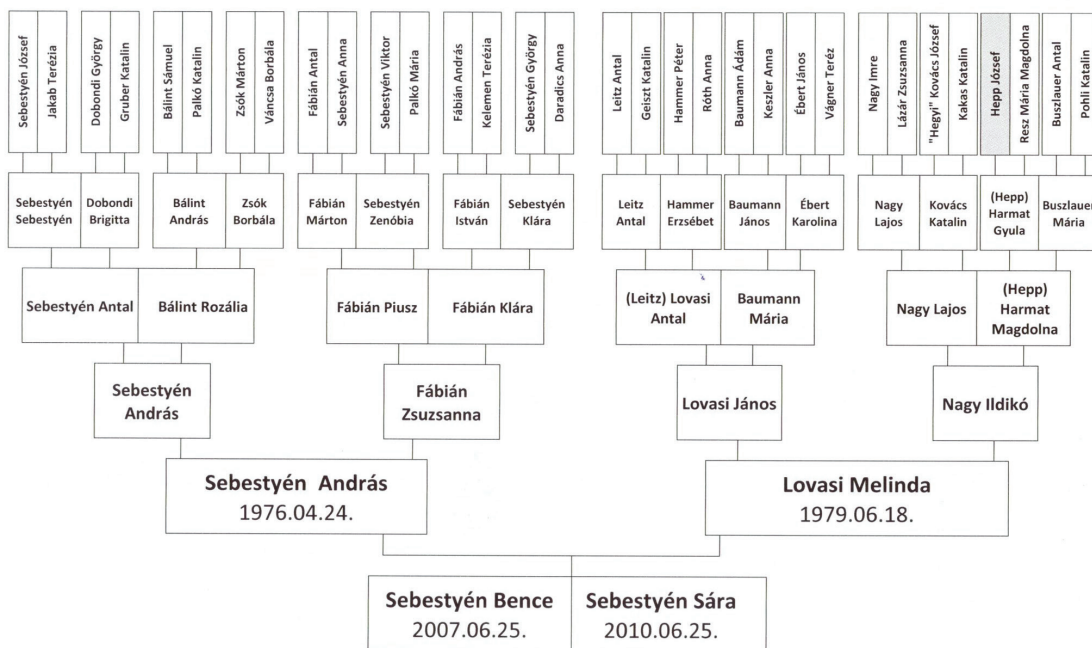 Sebestyén József
Jakab Terézia
Dobondi György
Gruber Katalin
Bálint Sámuel
Palkó Katalin
Zsók Márton
Váncsa Borbála
Fábián Antal
Sebestyén Anna
Sebestyén Viktor
Palkó Mária
Fábián András
Kelemen Terézia
Sebestyén György
Daradics Anna
Leitz Antal
Geiszt Katalin
Hammer Péter
Róth Anna
Baumann Ádám
Keszler Anna
Ébert János
Vágner Teréz
Nagy Imre
Lázár Zsuzsanna
"Hegyi" Kovács József
Kakas Katalin
Hepp József
Resz Mária Magdolna
Buszlauer Antal
Pohli Katalin
Sebestyén
Sebestyén
Dobondi
Brigitta
Bálint
András
Zsók
Borbála
Fábián
Márton
Sebestyén
Zenóbia
Fábián
István
Sebestyén
Klára
Leitz
Antal
Hammer
Erzsébet
Baumann
János
Ébert
Karolina
Nagy
Lajos
Kovács
Katalin
(Hepp)
Harmat
Gyula
Buszlauer
Mária
Sebestyén Antal
Bálint Rozália
Fábián Piusz
Fábián Klára
(Leitz) Lovasi
Antal
Baumann
Mária
Nagy Lajos
(Hepp)
Harmat
Magdolna
Sebestyén
András
Fábián
Zsuzsanna
Lovasi János
Nagy Ildikó
Sebestyén András
1976.04.24.
Lovasi Melinda
1979.06.18.
Sebestyén Bence
2007.06.25.
Sebestyén Sára
2010.06.25.